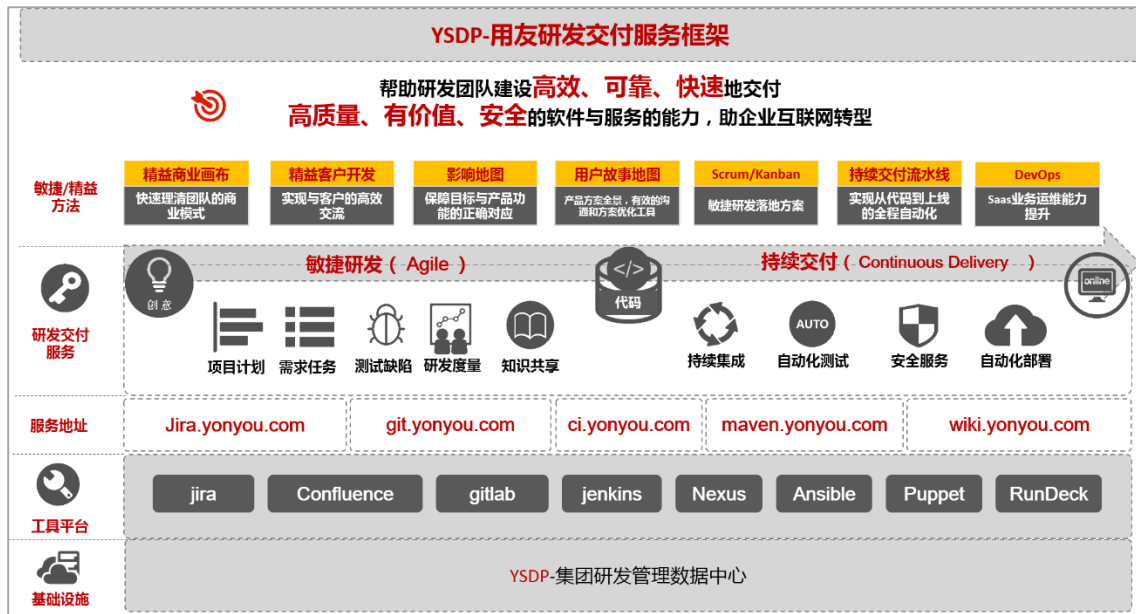 YSDP-用友研发交付服务框架
帮助研发团队建设高效、可靠、快速地交付
高质量、有价值、安全的软件与服务的能力，助企业互联网转型
敏捷/精益
方法
精益商业画布
快速理清团队的商
业模式
精益客户开发
实现与客户的高效
交流
影响地图
保障目标与产品功
能的正确对应
用户故事地图
产品方案全景，有效的沟
通和方案优化工具
Scrum/Kanban
敏捷研发落地方案
持续交付流水线
实现从代码到上线
的全程自动化
DevOps
Saas业务运维能力
提升
研发交付
服务
创意
敏捷研发（ Agile ）
</>
代码
持续交付（ Continuous Delivery ）
online
项目计划
需求任务
测试缺陷
研发度量
知识共享
持续集成
AUTO
自动化测试
安全服务
自动化部署
服务地址
Jira.yonyou.com
git.yonyou.com
ci.yonyou.com
maven.yonyou.com
wiki.yonyou.com
工具平台
jira
Confluence
gitlab
jenkins
Nexus
Ansible
Puppet
RunDeck
基础设施
YSDP-集团研发管理数据中心